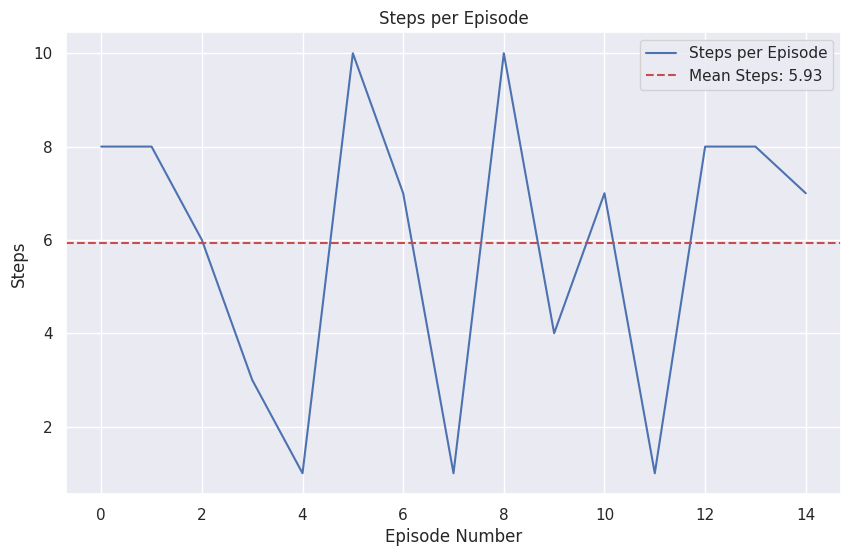 Steps per Episode
Steps per Episode
Mean Steps: 5.93
10
8
6
4
2
Steps
0 2 4 6 8 10 12 14
Episode Number